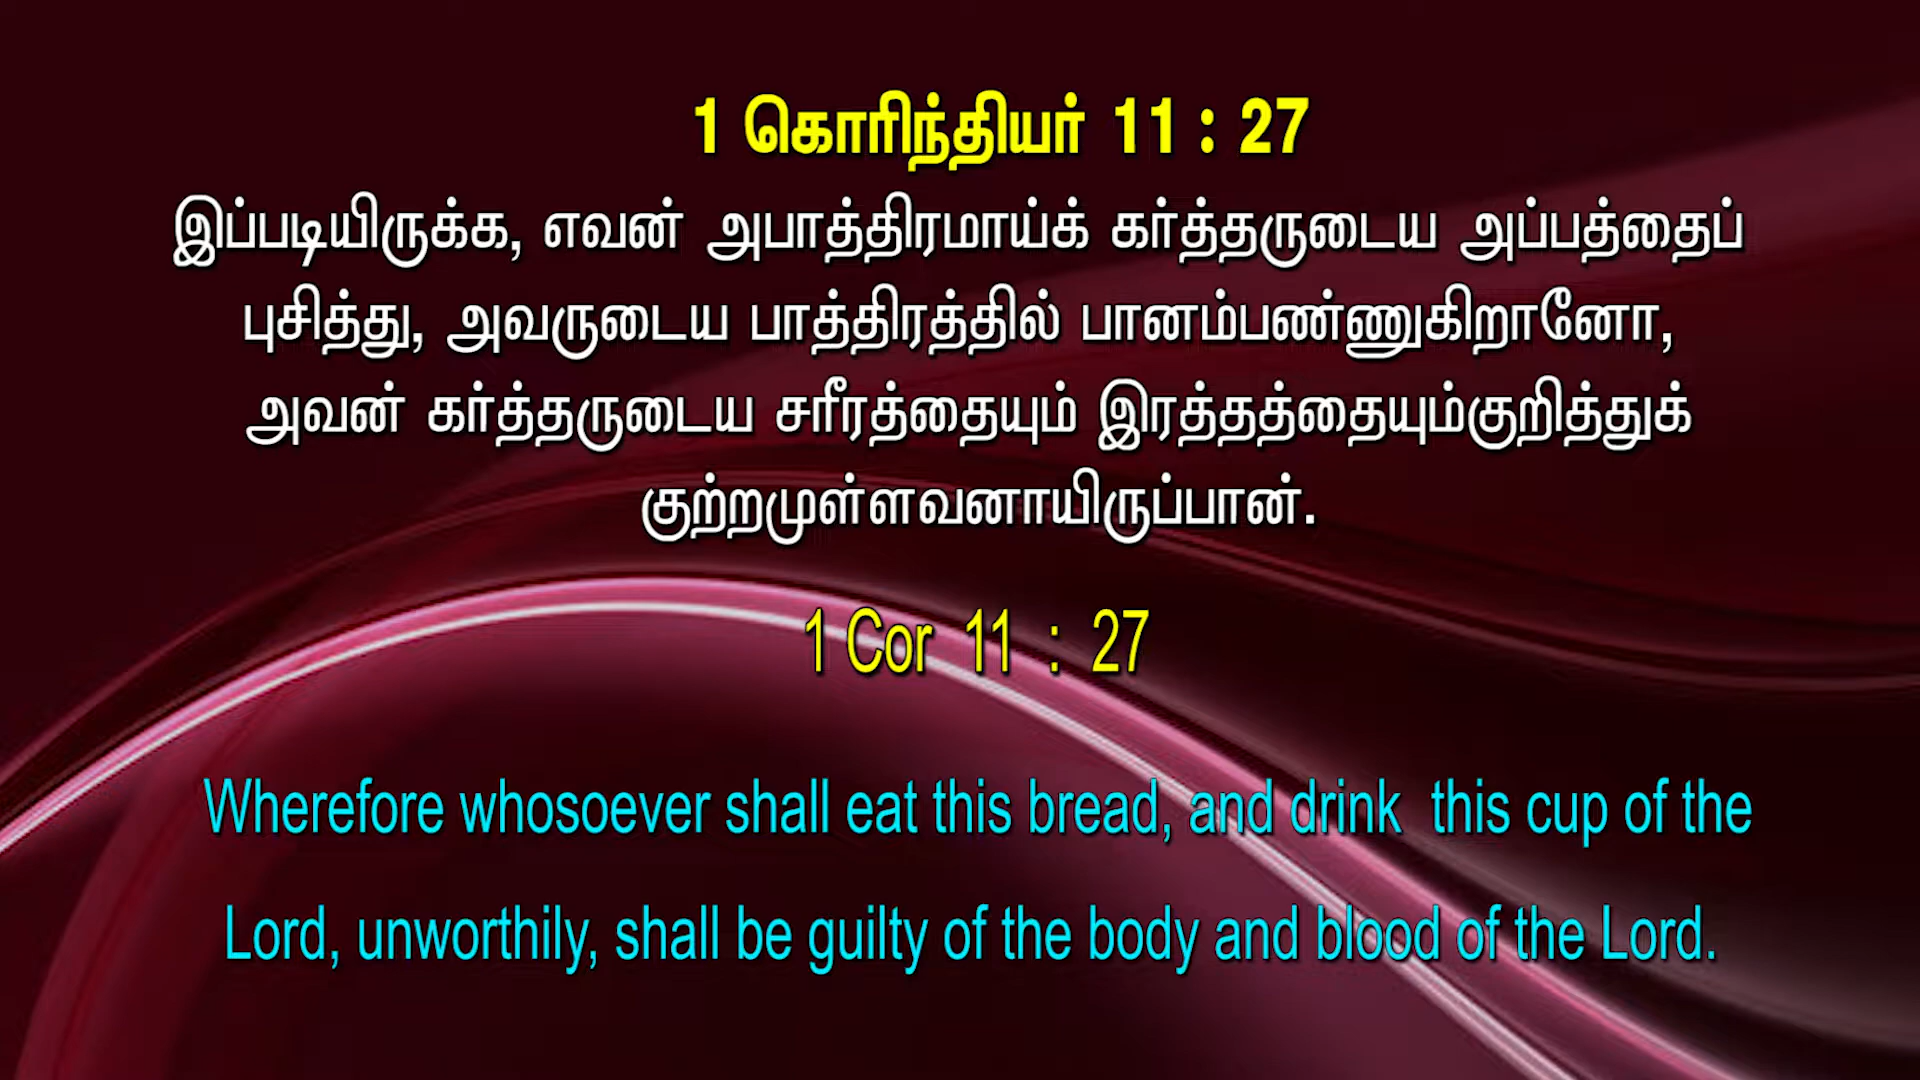 1 கொரிந்தியர் 11 : 27
இப்படியிருக்க, எவன் அபாத்திரமாய்க் கர்த்தருடைய அப்பத்தைப்
புசித்து, அவருடைய பாத்திரத்தில் பானம்பண்ணுகிறானோ,
அவன் கர்த்தருடைய சரீரத்தையும் இரத்தத்தையும்குறித்துக்
குற்றமுள்ளவனாயிருப்பான்.
1 Cor 11 : 27
Wherefore whosoever shall eat this bread, and drink this cup of the
Lord, unworthily, shall be guilty of the body and blood of the Lord.